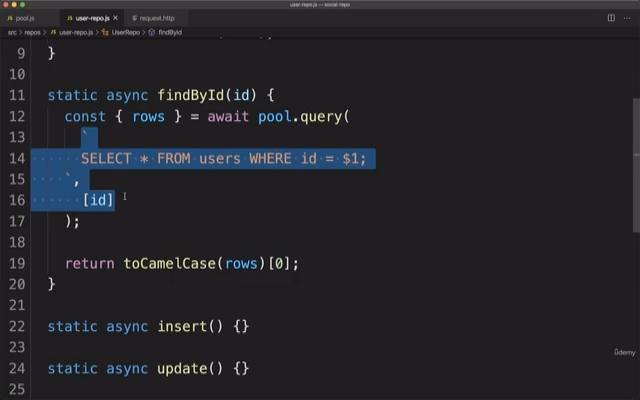 user-repo.js — social-repo
pool.js user-repo.js × request.http
src > repos > user-repo.js > UserRepo > findById
9 }
10
11 static async findById(id) {
12 const { rows } = await pool.query(
13 `
14 SELECT * FROM users WHERE id = $1;
15 `,
16 [id]
17 );
18
19 return toCamelCase(rows)[0];
20 }
21
22 static async insert() {}
23
24 static async update() {}
25
ûdemy